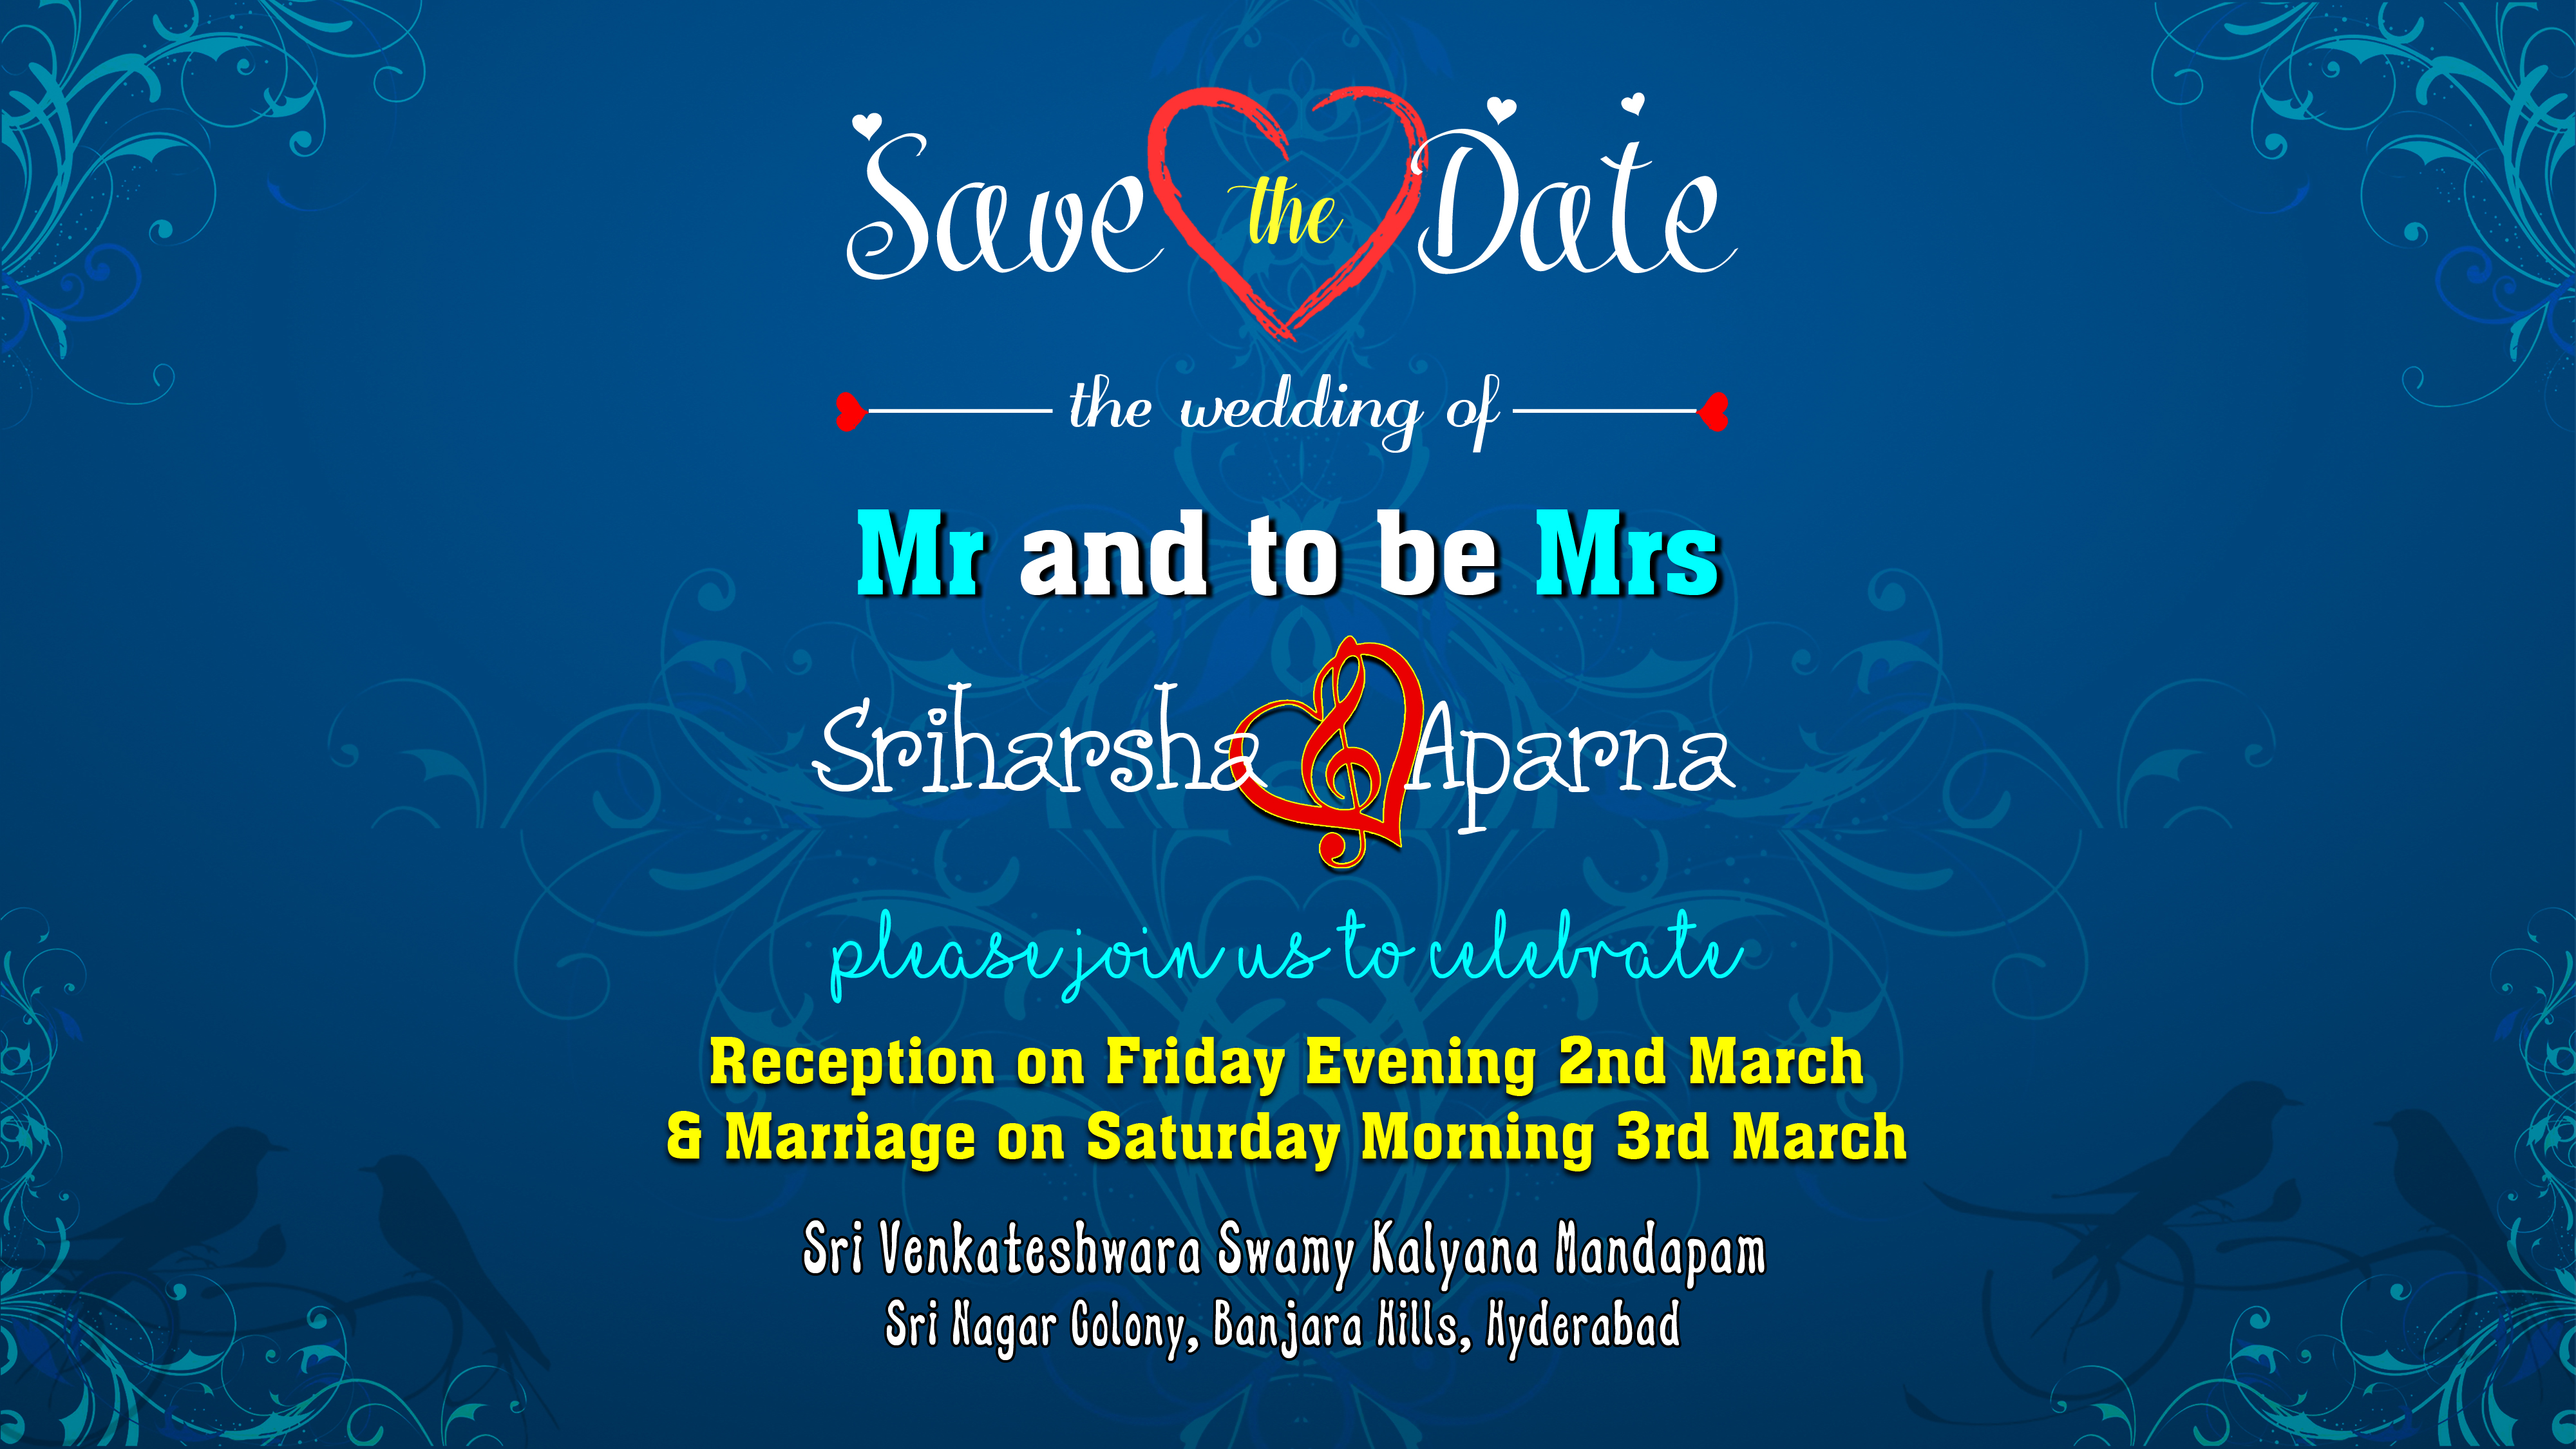 Save the Date
the wedding of
Mr and to be Mrs
Sriharsha Aparna
please join us to celebrate
Reception on Friday Evening 2nd March
& Marriage on Saturday Morning 3rd March
Sri Venkateshwara Swamy Kalyana Mandapam
Sri Nagar Colony, Banjara Hills, Hyderabad